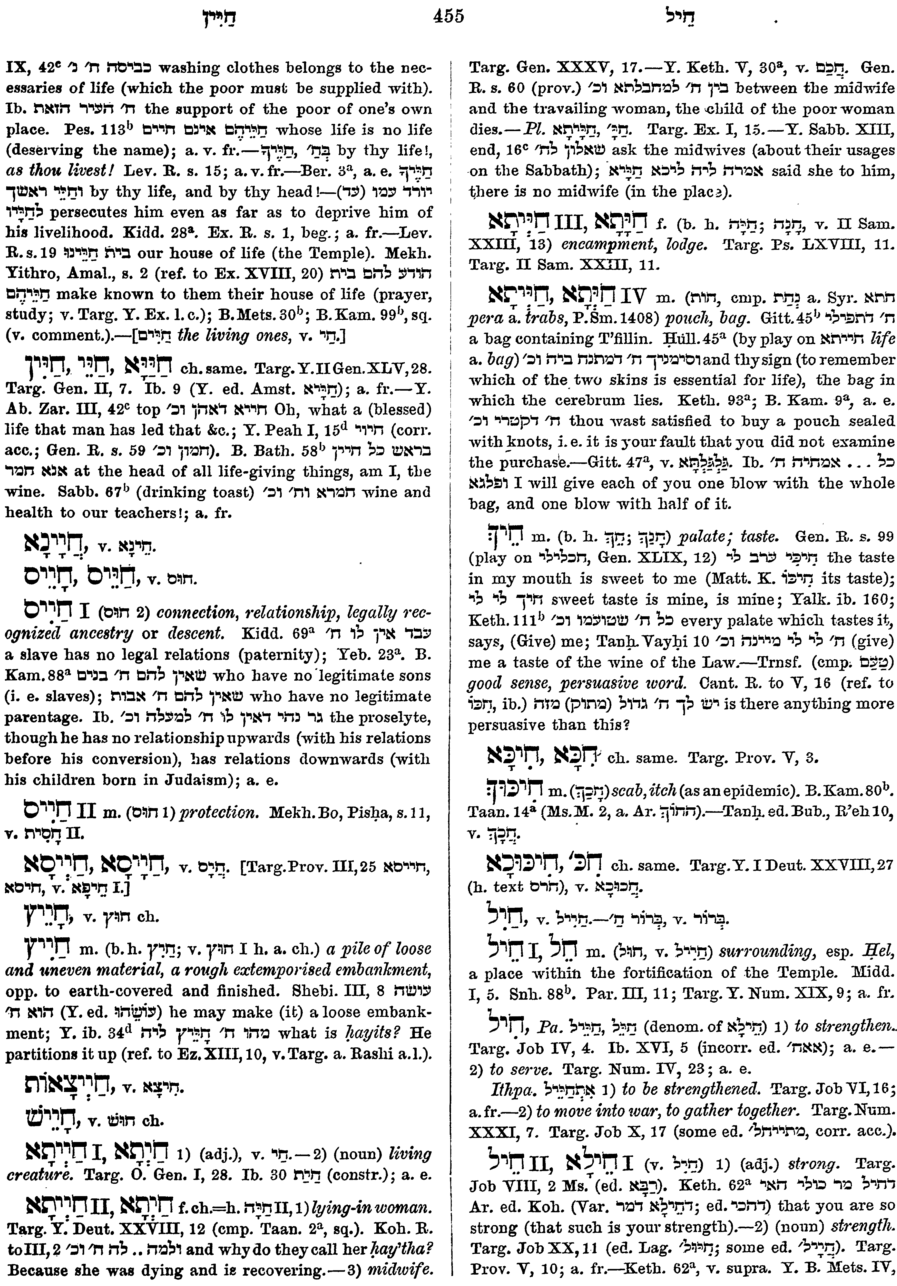 חַיִּין 455 חֵיל
IX, 42ᶜ כביסה ח' נ' washing clothes belongs to the nec-
essaries of life (which the poor must be supplied with).
Ib. ח' העיר הזאת the support of the poor of one's own
place. Pes. 113ᵇ חַיֵּיהֶם אינם חיים whose life is no life
(deserving the name); a. v. fr.—חַיֶּיךָ, בְּחַ' by thy life!,
as thou livest! Lev. R. s. 15; a. v. fr.—Ber. 3ᵃ, a. e. חַיֶּיךָ
וְחַיֵּי ראשך by thy life, and by thy head!—יורד עמו (עד)
לְחַיָּיו persecutes him even as far as to deprive him of
his livelihood. Kidd. 28ᵃ. Ex. R. s. 1, beg.; a. fr.—Lev.
R. s. 19 בית חַיֵּינוּ our house of life (the Temple). Mekh.
Yithro, Amal., s. 2 (ref. to Ex. XVIII, 20) הודע להם בית
חַיֵּיהֶם make known to them their house of life (prayer,
study; v. Targ. Y. Ex. l. c.); B. Mets. 30ᵇ; B. Kam. 99ᵇ, sq.
(v. comment.).—[חַיִּים the living ones, v. חַי.]
חַיִּין, חַיֵּי, חַיָּיא ch. same. Targ. Y. II Gen. XLV, 28.
Targ. Gen. II, 7. Ib. 9 (Y. ed. Amst. חַיָּיא); a. fr.—Y.
Ab. Zar. III, 42ᶜ top חייא דאהן וכ' Oh, what a (blessed)
life that man has led that &c.; Y. Peah I, 15ᵈ חיוי (corr.
acc.; Gen. R. s. 59 (המון) וכ'. B. Bath. 58ᵇ בראש כל חיין
אנא חמר at the head of all life-giving things, am I, the
wine. Sabb. 67ᵇ (drinking toast) חמרא וח' וכ' wine and
health to our teachers!; a. fr.
חֲיָינָא, v. חִינָא.
חָיֵים, חַיֵּים, v. חוס.
חִיֵּיס I (חוס 2) connection, relationship, legally rec-
ognized ancestry or descent. Kidd. 69ᵃ עבד אין לו ח'
a slave has no legal relations (paternity); Yeb. 23ᵃ. B.
Kam. 88ᵃ שאין להם ח' בנים who have no legitimate sons
(i. e. slaves); שאין להם ח' אבות who have no legitimate
parentage. Ib. גר נהי דאין לו ח' למעלה וכ' the proselyte,
though he has no relationship upwards (with his relations
before his conversion), has relations downwards (with
his children born in Judaism); a. e.
חִיֵּיס II m. (חוס 1) protection. Mekh. Bo, Pisḥa, s. 11,
v. חסית II.
חַיְיסָא, חַיָּיסָא, v. חָיֵס. [Targ. Prov. III, 25 חייסא,
חיסא, v. חִיפָא I.]
חָיֵיץ, v. חוץ ch.
חַיִּיץ m. (b. h. חַיִץ; v. חוץ I h. a. ch.) a pile of loose
and uneven material, a rough extemporised embankment,
opp. to earth-covered and finished. Shebi. III, 8 עושה
הוא ח' (Y. ed. עושהו) he may make (it) a loose embank-
ment; Y. ib. 34ᵈ מהו ח' חַיֵּיץ ליה what is ḥayits? He
partitions it up (ref. to Ez. XIII, 10, v. Targ. a. Rashi a. l.).
חַיְיצָאוֹת, v. חִיצָא.
חָיֵישׁ, v. חוּשׁ ch.
חַיְיתָא, חַיְתָא I, 1) (adj.), v. חַי.—2) (noun) living
creature. Targ. O. Gen. I, 28. Ib. 30 חַיַּת (constr.); a. e.
חַיְיתָא, חַיְתָא II, f. ch.=h. חַיָּה II, 1) lying-in woman.
Targ. Y. Deut. XXVIII, 12 (cmp. Taan. 2ᵃ, sq.). Koh. R.
to III, 2 ולמה .. לה ח' וכ' and why do they call her ḥay'tha?
Because she was dying and is recovering.—3) midwife.
Targ. Gen. XXXV, 17.—Y. Keth. V, 30ᵃ, v. חֲכַם. Gen.
R. s. 60 (prov.) בין ח' למחבלתא וכ' between the midwife
and the travailing woman, the child of the poor woman
dies.—Pl. חַיָּתָא, חַיְ'. Targ. Ex. I, 15.—Y. Sabb. XIII,
end, 16ᶜ שאלון לח' ask the midwives (about their usages
on the Sabbath); אמרה ליה ליכא חַיְתָא said she to him,
there is no midwife (in the place).
חַיְיתָא III, חַיְתָא f. (b. h. חַיָּה; חָנָה, v. II Sam.
XXIII, 13) encampment, lodge. Targ. Ps. LXVIII, 11.
Targ. II Sam. XXIII, 11.
חַיְיתָא, חַיְתָא IV m. (חות, cmp. נחת a. Syr. חתא
pera a. trabs, P. Sm. 1408) pouch, bag. Gitt. 45ᵇ ח' דתפילי
a bag containing T'fillin. Ḥull. 45ᵃ (by play on חייתא life
a. bag) וסימניך ח' דמתנח ביה וכ' and thy sign (to remember
which of the two skins is essential for life), the bag in
which the cerebrum lies. Keth. 93ᵃ; B. Kam. 9ᵃ, a. e.
ח' דקטרי וכ' thou wast satisfied to buy a pouch sealed
with knots, i. e. it is your fault that you did not examine
the purchase.—Gitt. 47ᵃ, v. גֻּלְגַּלְתָּא. Ib. כל ... אמחיה ח'
ופלגא I will give each of you one blow with the whole
bag, and one blow with half of it.
חֵיךְ m. (b. h. חֵךְ; חָנַךְ) palate; taste. Gen. R. s. 99
(play on חכלילי, Gen. XLIX, 12) חִיכִּי ערב לי the taste
in my mouth is sweet to me (Matt. K. חִיכּוֹ its taste);
חיך לי לי sweet taste is mine, is mine; Yalk. ib. 160;
Keth. 111ᵇ כל ח' שטועמו וכ' every palate which tastes it,
says, (Give) me; Tanḥ. Vayḥi 10 ח' לי לי מיינה וכ' (give)
me a taste of the wine of the Law.—Trnsf. (cmp. טַעַם)
good sense, persuasive word. Cant. R. to V, 16 (ref. to
חִכּוֹ, ib.) יש לך ח' גדול (מתוק) מזה is there anything more
persuasive than this?
חִכָּא, חִיכָּא ch. same. Targ. Prov. V, 3.
חִיכּוּךְ m. (חָכַךְ) scab, itch (as an epidemic). B. Kam. 80ᵇ.
Taan. 14ᵃ (Ms. M. 2, a. Ar. חִהוּךְ).—Tanḥ. ed. Bub., R'eh 10,
v. חָכַךְ.
חִכּ', חִיכּוּכָא ch. same. Targ. Y. I Deut. XXVIII, 27
(h. text חרס), v. חֲכוּכָא.
חַיִל, v. חַיִּיל.—בְּרוֹר חַ', v. בְּרוֹר.
חֵיל I, חֵל m. (חול, v. חַיִּיל) surrounding, esp. Ḥel,
a place within the fortification of the Temple. Midd.
I, 5. Snh. 88ᵇ. Par. III, 11; Targ. Y. Num. XIX, 9; a. fr.
חֵיל, Pa. חַיֵּיל, חַיֵּל (denom. of חֵילָא) 1) to strengthen.
Targ. Job IV, 4. Ib. XVI, 5 (incorr. ed. אאח'); a. e.—
2) to serve. Targ. Num. IV, 23; a. e.
Ithpa. אִתְחַיֵּיל 1) to be strengthened. Targ. Job VI, 16;
a. fr.—2) to move into war, to gather together. Targ. Num.
XXXI, 7. Targ. Job X, 17 (some ed. מתייחל', corr. acc.).
חֵיל II, חֵילָא I (v. חַיִל) 1) (adj.) strong. Targ.
Job VIII, 2 Ms. (ed. רַבָּא). Keth. 62ᵃ דחיל מר כולי האי
Ar. ed. Koh. (Var. דְּחֵילָא דמר; ed. דהכי) that you are so
strong (that such is your strength).—2) (noun) strength.
Targ. Job XX, 11 (ed. Lag. חֵיוּל'; some ed. חַיֵּיל'). Targ.
Prov. V, 10; a. fr.—Keth. 62ᵃ, v. supra. Y. B. Mets. IV,